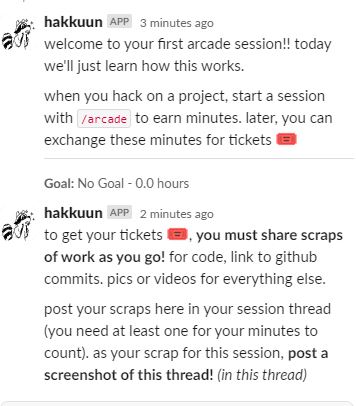 hakkuun APP 3 minutes ago
welcome to your first arcade session!! today
we'll just learn how this works.
when you hack on a project, start a session
with /arcade to earn minutes. later, you can
exchange these minutes for tickets
Goal: No Goal - 0.0 hours
hakkuun APP 2 minutes ago
to get your tickets , you must share scraps
of work as you go! for code, link to github
commits. pics or videos for everything else.
post your scraps here in your session thread
(you need at least one for your minutes to
count). as your scrap for this session, post a
screenshot of this thread! (in this thread)